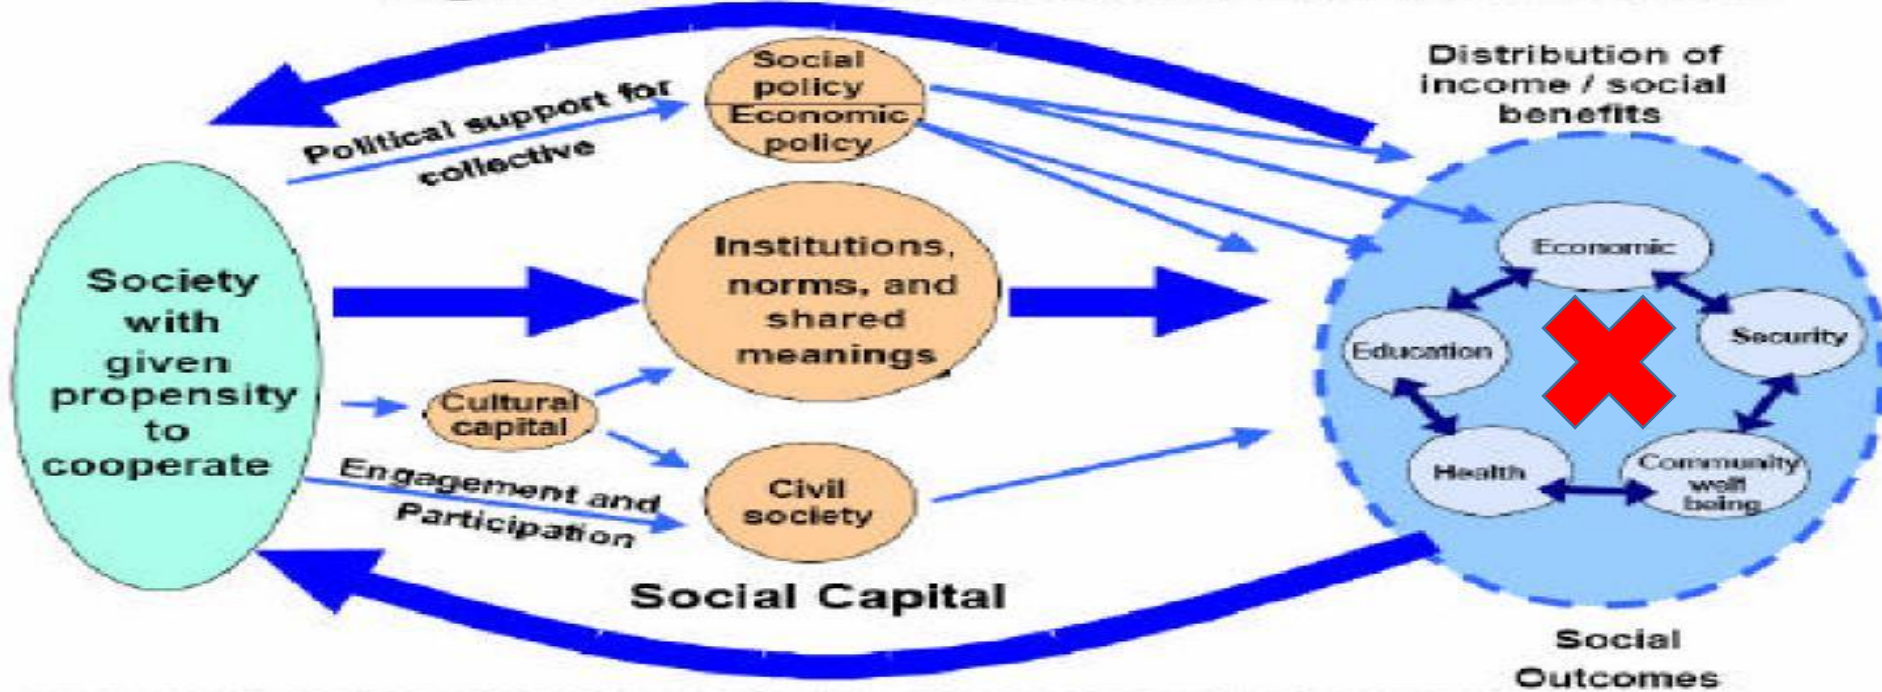 Distribution of
income / social
benefits
Social
policy
Economic
policy
Political support for
collective
Institutions,
norms, and
shared
meanings
Society
with
given
propensity
to
cooperate
Cultural
capital
Engagement and
Participation
Civil
society
Social Capital
Economic
Education
Security
Health
Community
well
being
Social
Outcomes